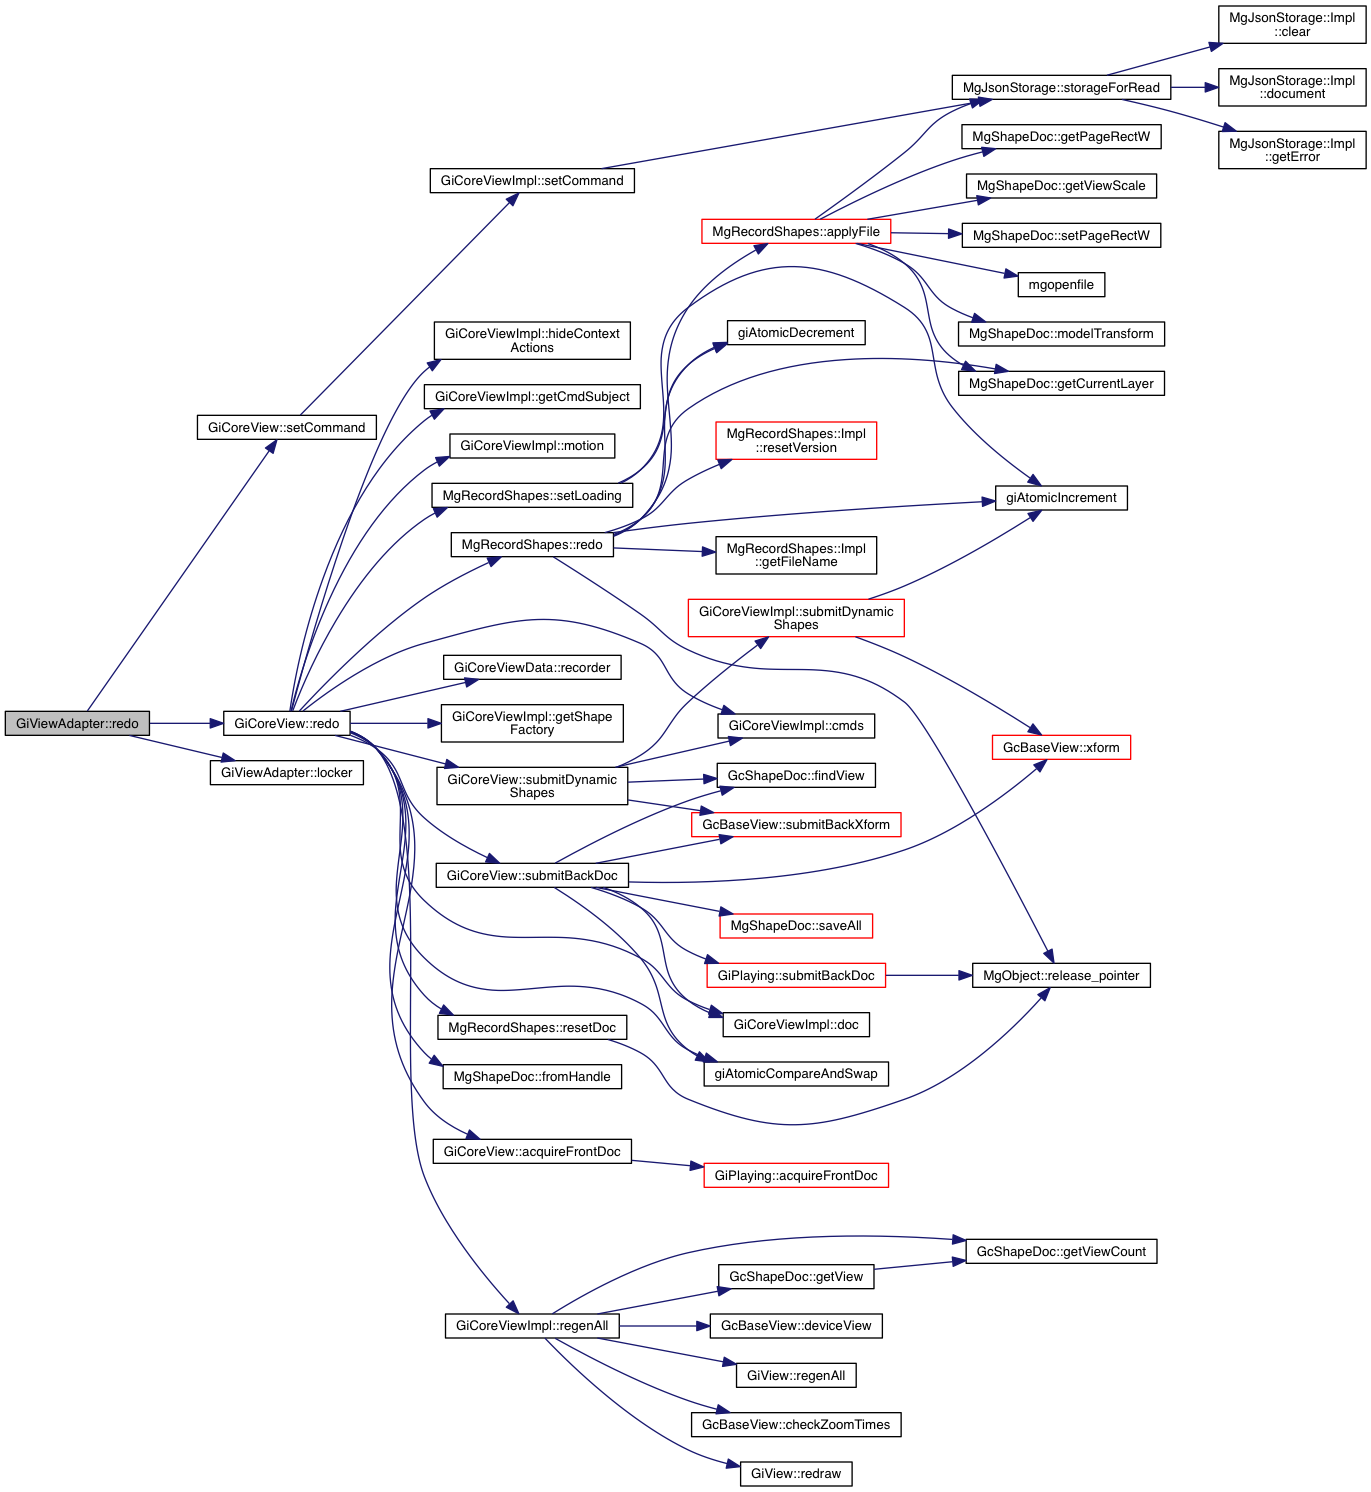 MgJsonStorage::Impl
::clear
MgJsonStorage::storageForRead
MgJsonStorage::Impl
::document
MgShapeDoc::getPageRectW
MgJsonStorage::Impl
::getError
GiCoreViewImpl::setCommand
MgShapeDoc::getViewScale
MgRecordShapes::applyFile
MgShapeDoc::setPageRectW
mgopenfile
GiCoreViewImpl::hideContext
Actions
giAtomicDecrement
MgShapeDoc::modelTransform
MgShapeDoc::getCurrentLayer
GiCoreViewImpl::getCmdSubject
GiCoreView::setCommand
GiCoreViewImpl::motion
MgRecordShapes::Impl
::resetVersion
MgRecordShapes::setLoading
giAtomicIncrement
MgRecordShapes::redo
MgRecordShapes::Impl
::getFileName
GiCoreViewImpl::submitDynamic
Shapes
GiCoreViewData::recorder
GiViewAdapter::redo
GiCoreView::redo
GiCoreViewImpl::getShape
Factory
GiCoreViewImpl::cmds
GcBaseView::xform
GiViewAdapter::locker
GiCoreView::submitDynamic
Shapes
GcShapeDoc::findView
GcBaseView::submitBackXform
GiCoreView::submitBackDoc
MgShapeDoc::saveAll
GiPlaying::submitBackDoc
MgObject::release_pointer
MgRecordShapes::resetDoc
GiCoreViewImpl::doc
MgShapeDoc::fromHandle
giAtomicCompareAndSwap
GiCoreView::acquireFrontDoc
GiPlaying::acquireFrontDoc
GcShapeDoc::getViewCount
GcShapeDoc::getView
GiCoreViewImpl::regenAll
GcBaseView::deviceView
GiView::regenAll
GcBaseView::checkZoomTimes
GiView::redraw